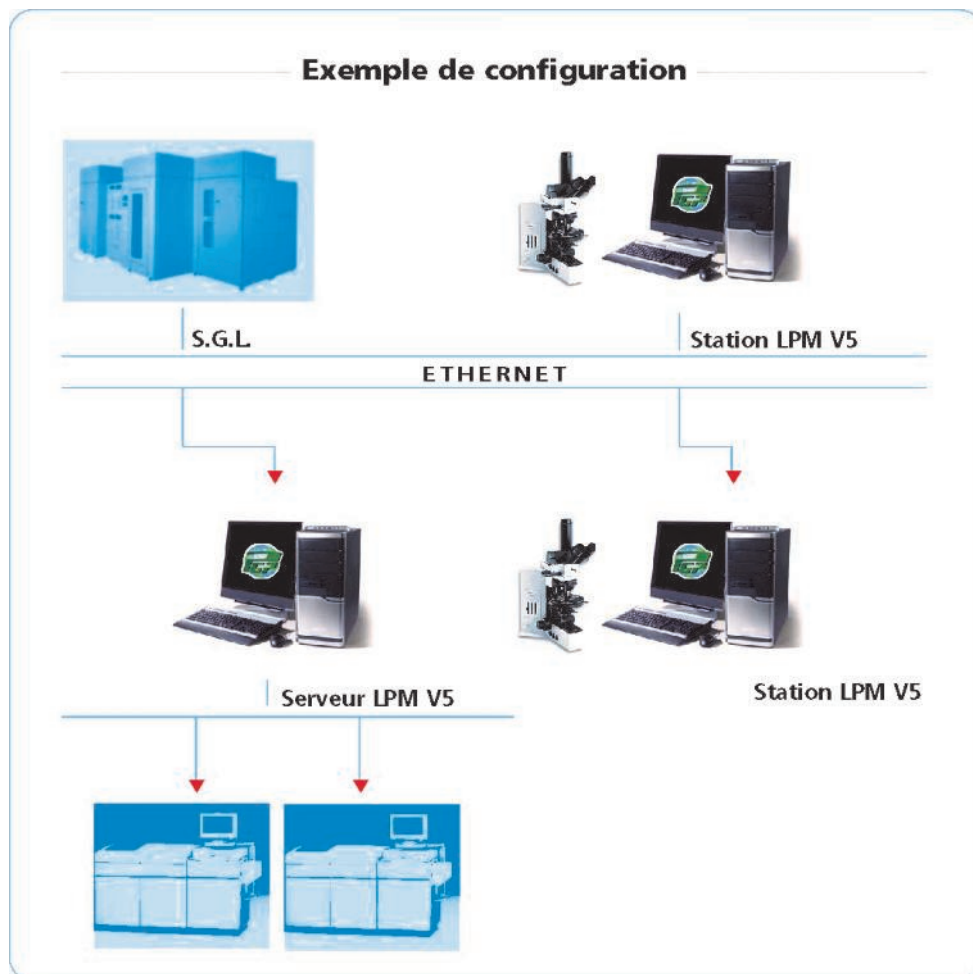 Exemple de configuration
S.G.L.
Station LPM V5
ETHERNET
Serveur LPM V5
Station LPM V5